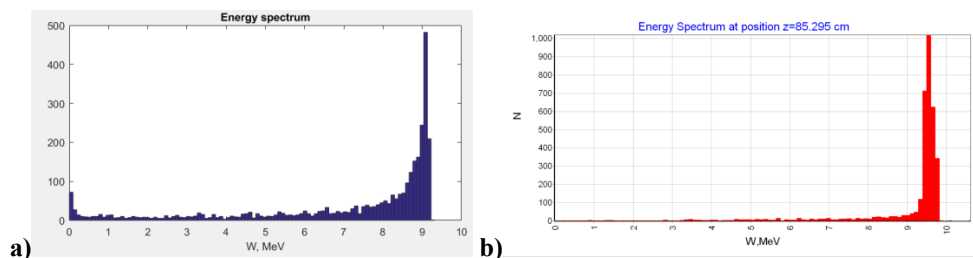 Energy spectrum
500
400
300
200
100
0
0 1 2 3 4 5 6 7 8 9 10
W, MeV
a)
Energy Spectrum at position z=85.295 cm
1,000
900
800
700
600
500
400
300
200
100
0
N
0 1 2 3 4 5 6 7 8 9 10
W,MeV
b)